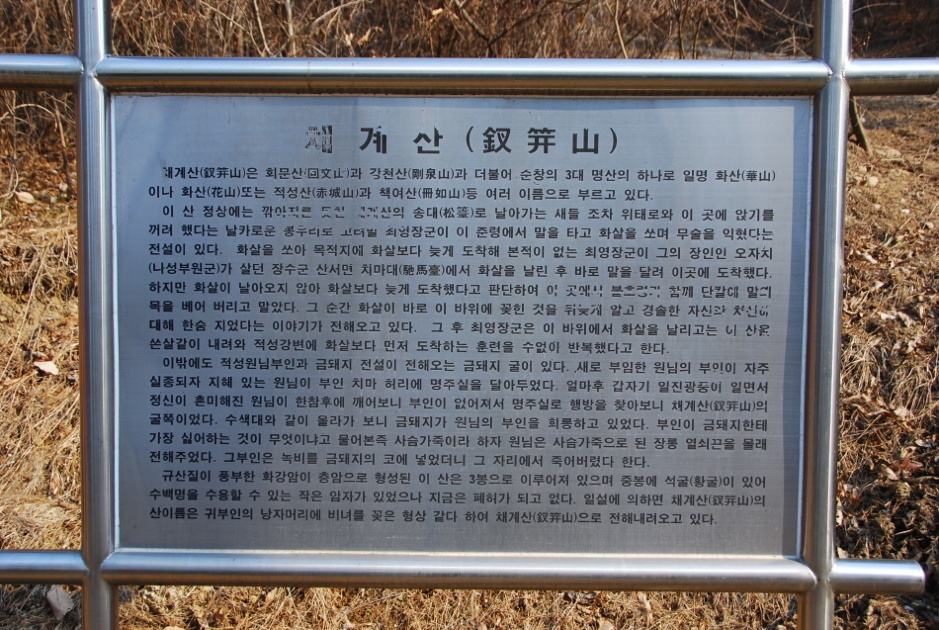 채계산(釵笄山)
채계산(釵笄山)은 회문산(回文山)과 강천산(剛泉山)과 더불어 순창의 3대 명산의 하나로 일명 화산(華山)
이나 화산(花山)또는 적성산(赤城山)과 책여산(冊如山)등 여러 이름으로 부르고 있다.
이 산 정상에는 깎아지를 듯한 채계산의 송대(松臺)로 날아가는 새들 조차 위태로와 이 곳에 앉기를
꺼려 했다는 날카로운 봉우리로 고려말 최영장군이 이 준령에서 말을 타고 화살을 쏘며 무술을 익혔다는
전설이 있다. 화살을 쏘아 목적지에 화살보다 늦게 도착해 본적이 없는 최영장군이 그의 장인인 오자치
(나성부원군)가 살던 장수군 산서면 치마대(馳馬臺)에서 화살을 날린 후 바로 말을 달려 이곳에 도착했다.
하지만 화살이 날아오지 않아 화살보다 늦게 도착했다고 판단하여 이 곳에서 불호령과 함께 단칼에 말의
목을 베어 버리고 말았다. 그 순간 화살이 바로 이 바위에 꽂힌 것을 뒤늦게 알고 경솔한 자신과
대해 한숨 지었다는 이야기가 전해오고 있다. 그 후 최영장군은 이 바위에서 화살을 날리고는 이 산을
쏜살같이 내려와 적성강변에 화살보다 먼저 도착하는 훈련을 수없이 반복했다고 한다.
이밖에도 적성원님부인과 금돼지 전설이 전해오는 금돼지 굴이 있다. 새로 부임한 원님의 부인이 자주
실종되자 지혜 있는 원님이 부인 치마 허리에 명주실을 달아두었다. 얼마후 갑자기 일진광풍이 일면서
정신이 혼미해진 원님이 한참후에 깨어보니 부인이 없어져서 명주실로 행방을 찾아보니 채계산(釵笄山)의
굴쪽이었다. 수색대와 같이 올라가 보니 금돼지가 원님의 부인을 희롱하고 있었다. 부인이 금돼지한테
가장 싫어하는 것이 무엇이냐고 물어본즉 사슴가죽이라 하자 원님은 사슴가죽으로 된 장롱 열쇠끈을 몰래
전해주었다. 그부인은 녹비를 금돼지의 코에 넣었더니 그 자리에서 죽어버렸다 한다.
규산질이 풍부한 화강암이 층암으로 형성된 이 산은 3봉으로 이루어져 있으며 중봉에 석굴(황굴)이 있어
수백명을 수용할 수 있는 작은 암자가 있었으나 지금은 폐허가 되고 없다. 일설에 의하면 채계산(釵笄山)의
산이름은 귀부인의 낭자머리에 비녀를 꽂은 형상 같다 하여 채계산(釵笄山)으로 전해내려오고 있다.